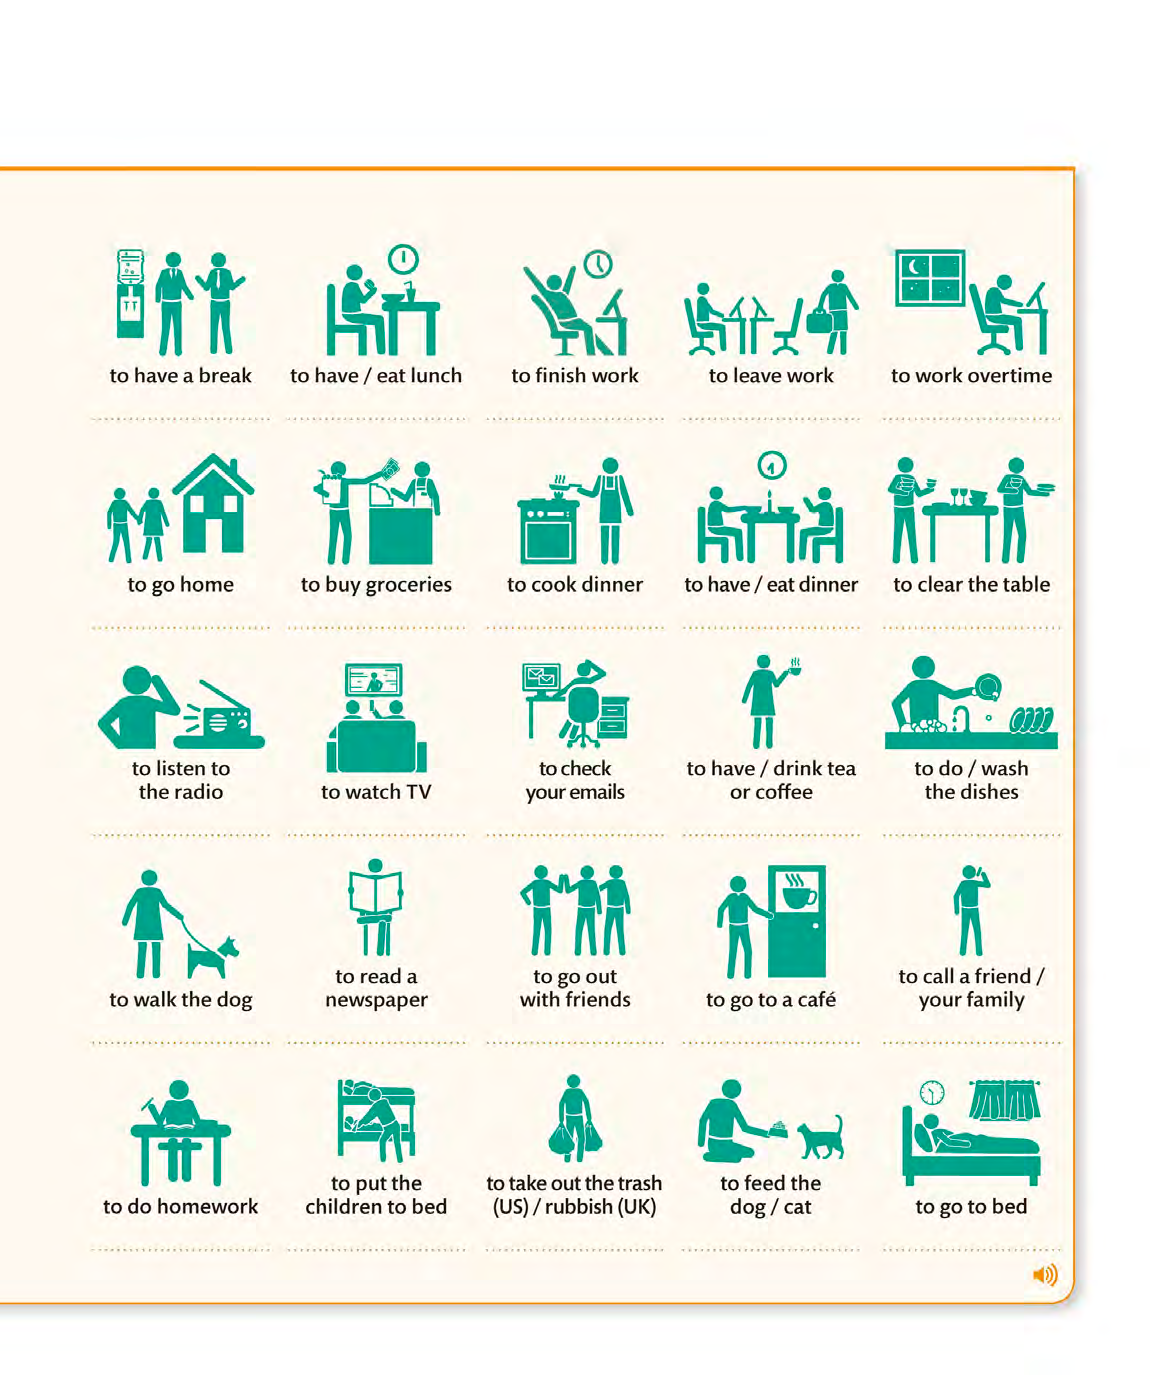 to have a break
to have / eat lunch
to finish work
to leave work
to work overtime
to go home
to buy groceries
to cook dinner
to have / eat dinner
to clear the table
to listen to
the radio
to watch TV
to check
your emails
to have / drink tea
or coffee
to do / wash
the dishes
to walk the dog
to read a
newspaper
to go out
with friends
to go to a café
to call a friend /
your family
to do homework
to put the
children to bed
to take out the trash
(US) / rubbish (UK)
to feed the
dog / cat
to go to bed